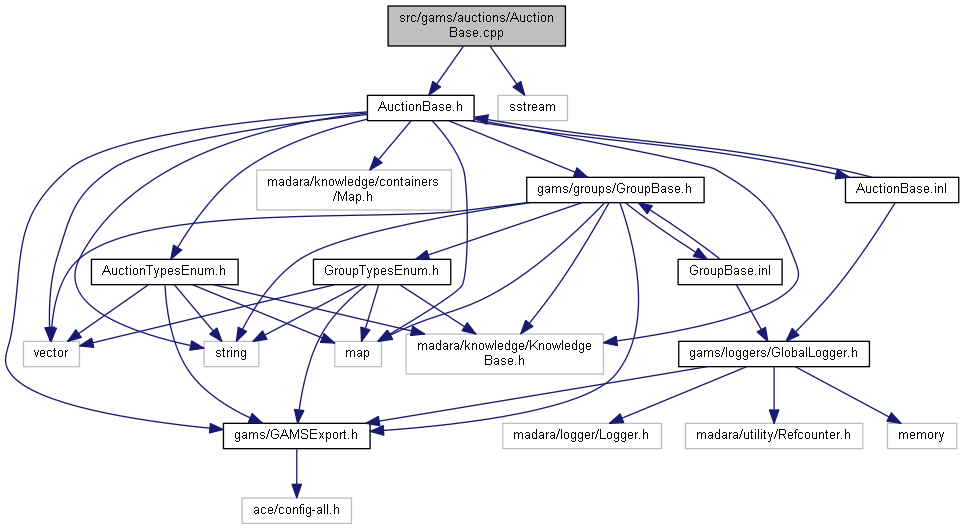 src/gams/auctions/Auction
Base.cpp
AuctionBase.h
sstream
madara/knowledge/containers
/Map.h
gams/groups/GroupBase.h
AuctionBase.inl
AuctionTypesEnum.h
GroupTypesEnum.h
GroupBase.inl
vector
string
map
madara/knowledge/Knowledge
Base.h
gams/loggers/GlobalLogger.h
gams/GAMSExport.h
madara/logger/Logger.h
madara/utility/Refcounter.h
memory
ace/config-all.h